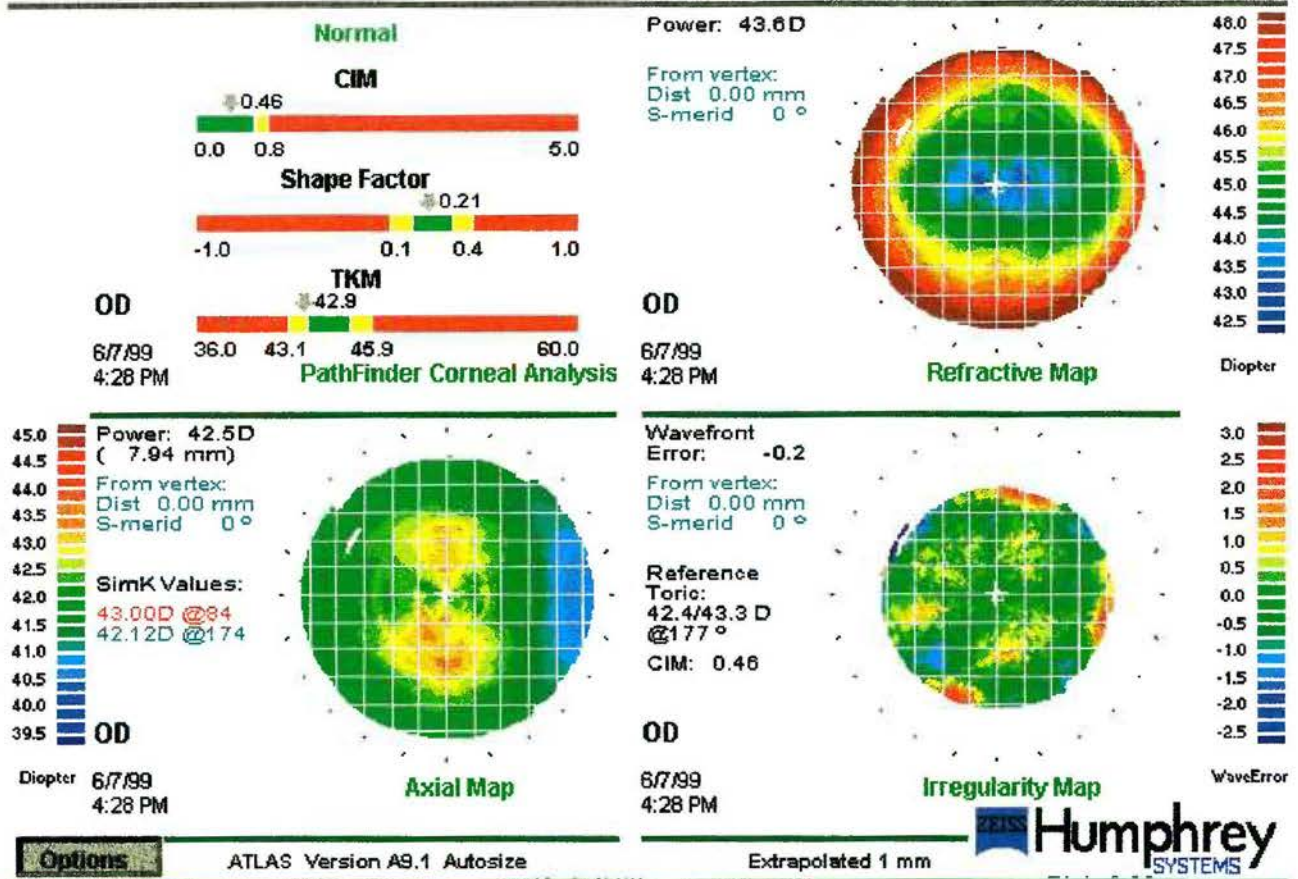 Normal
CIM
0.46
0.0 0.8 5.0
Shape Factor
0.21
-1.0 0.1 0.4 1.0
TKM
42.9
OD
36.0 43.1 45.9 60.0
6/7/99
4:28 PM
PathFinder Corneal Analysis
Power: 43.6D
From vertex:
Dist 0.00 mm
S-merid 0 °
OD
6/7/99
4:28 PM
Refractive Map
48.0
47.5
47.0
46.5
46.0
45.5
45.0
44.5
44.0
43.5
43.0
42.5
Diopter
45.0
44.5
44.0
43.5
43.0
42.5
42.0
41.5
41.0
40.5
40.0
39.5
Diopter
Power: 42.5D
( 7.94 mm)
From vertex:
Dist 0.00 mm
S-merid 0 °
SimK Values:
43.00D @84
42.12D @174
OD
6/7/99
4:28 PM
Axial Map
Wavefront
Error: -0.2
From vertex:
Dist 0.00 mm
S-merid 0 °
Reference
Toric:
42.4/43.3 D
@177 °
CIM: 0.46
OD
6/7/99
4:28 PM
Irregularity Map
3.0
2.5
2.0
1.5
1.0
0.5
0.0
-0.5
-1.0
-1.5
-2.0
-2.5
WaveError
Options
ATLAS Version A9.1 Autosize
Extrapolated 1 mm
ZEISS
Humphrey
SYSTEMS